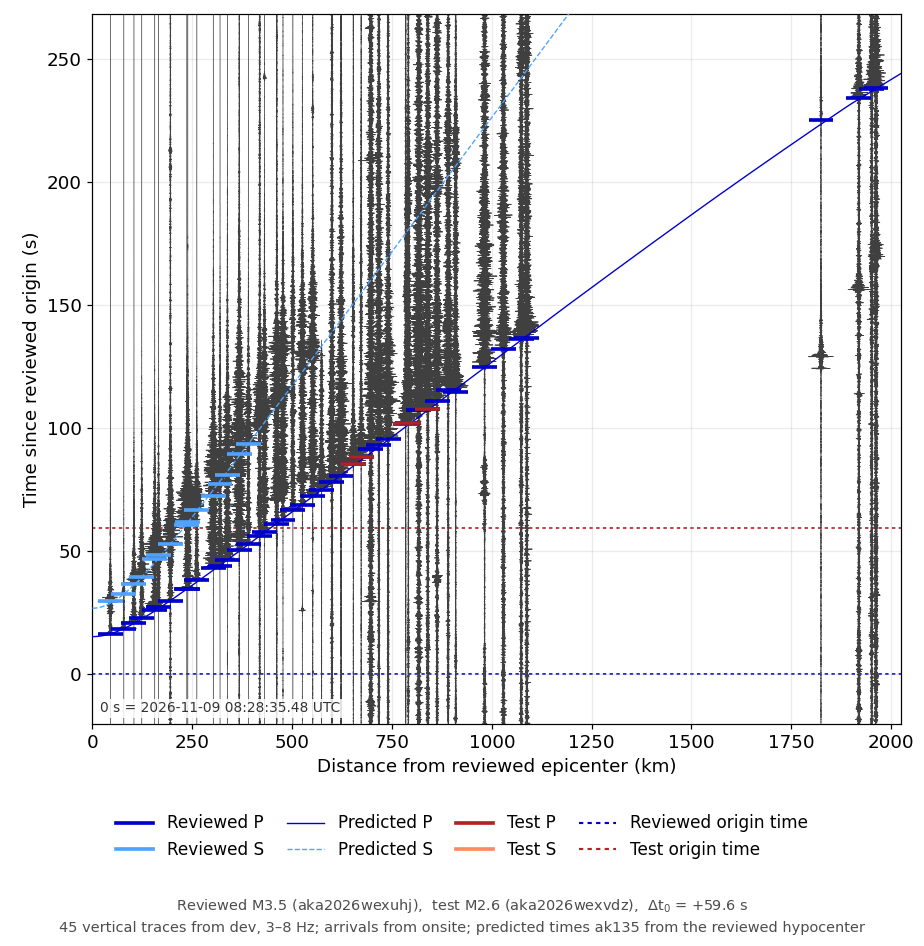 250
200
150
100
50
0
Time since reviewed origin (s)
0 s = 2026-11-09 08:28:35.48 UTC
0 250 500 750 1000 1250 1500 1750 2000
Distance from reviewed epicenter (km)
Reviewed P Predicted P Test P Reviewed origin time
Reviewed S Predicted S Test S Test origin time
Reviewed M3.5 (aka2026wexuhj), test M2.6 (aka2026wexvdz), Δt₀ = +59.6 s
45 vertical traces from dev, 3–8 Hz; arrivals from onsite; predicted times ak135 from the reviewed hypocenter